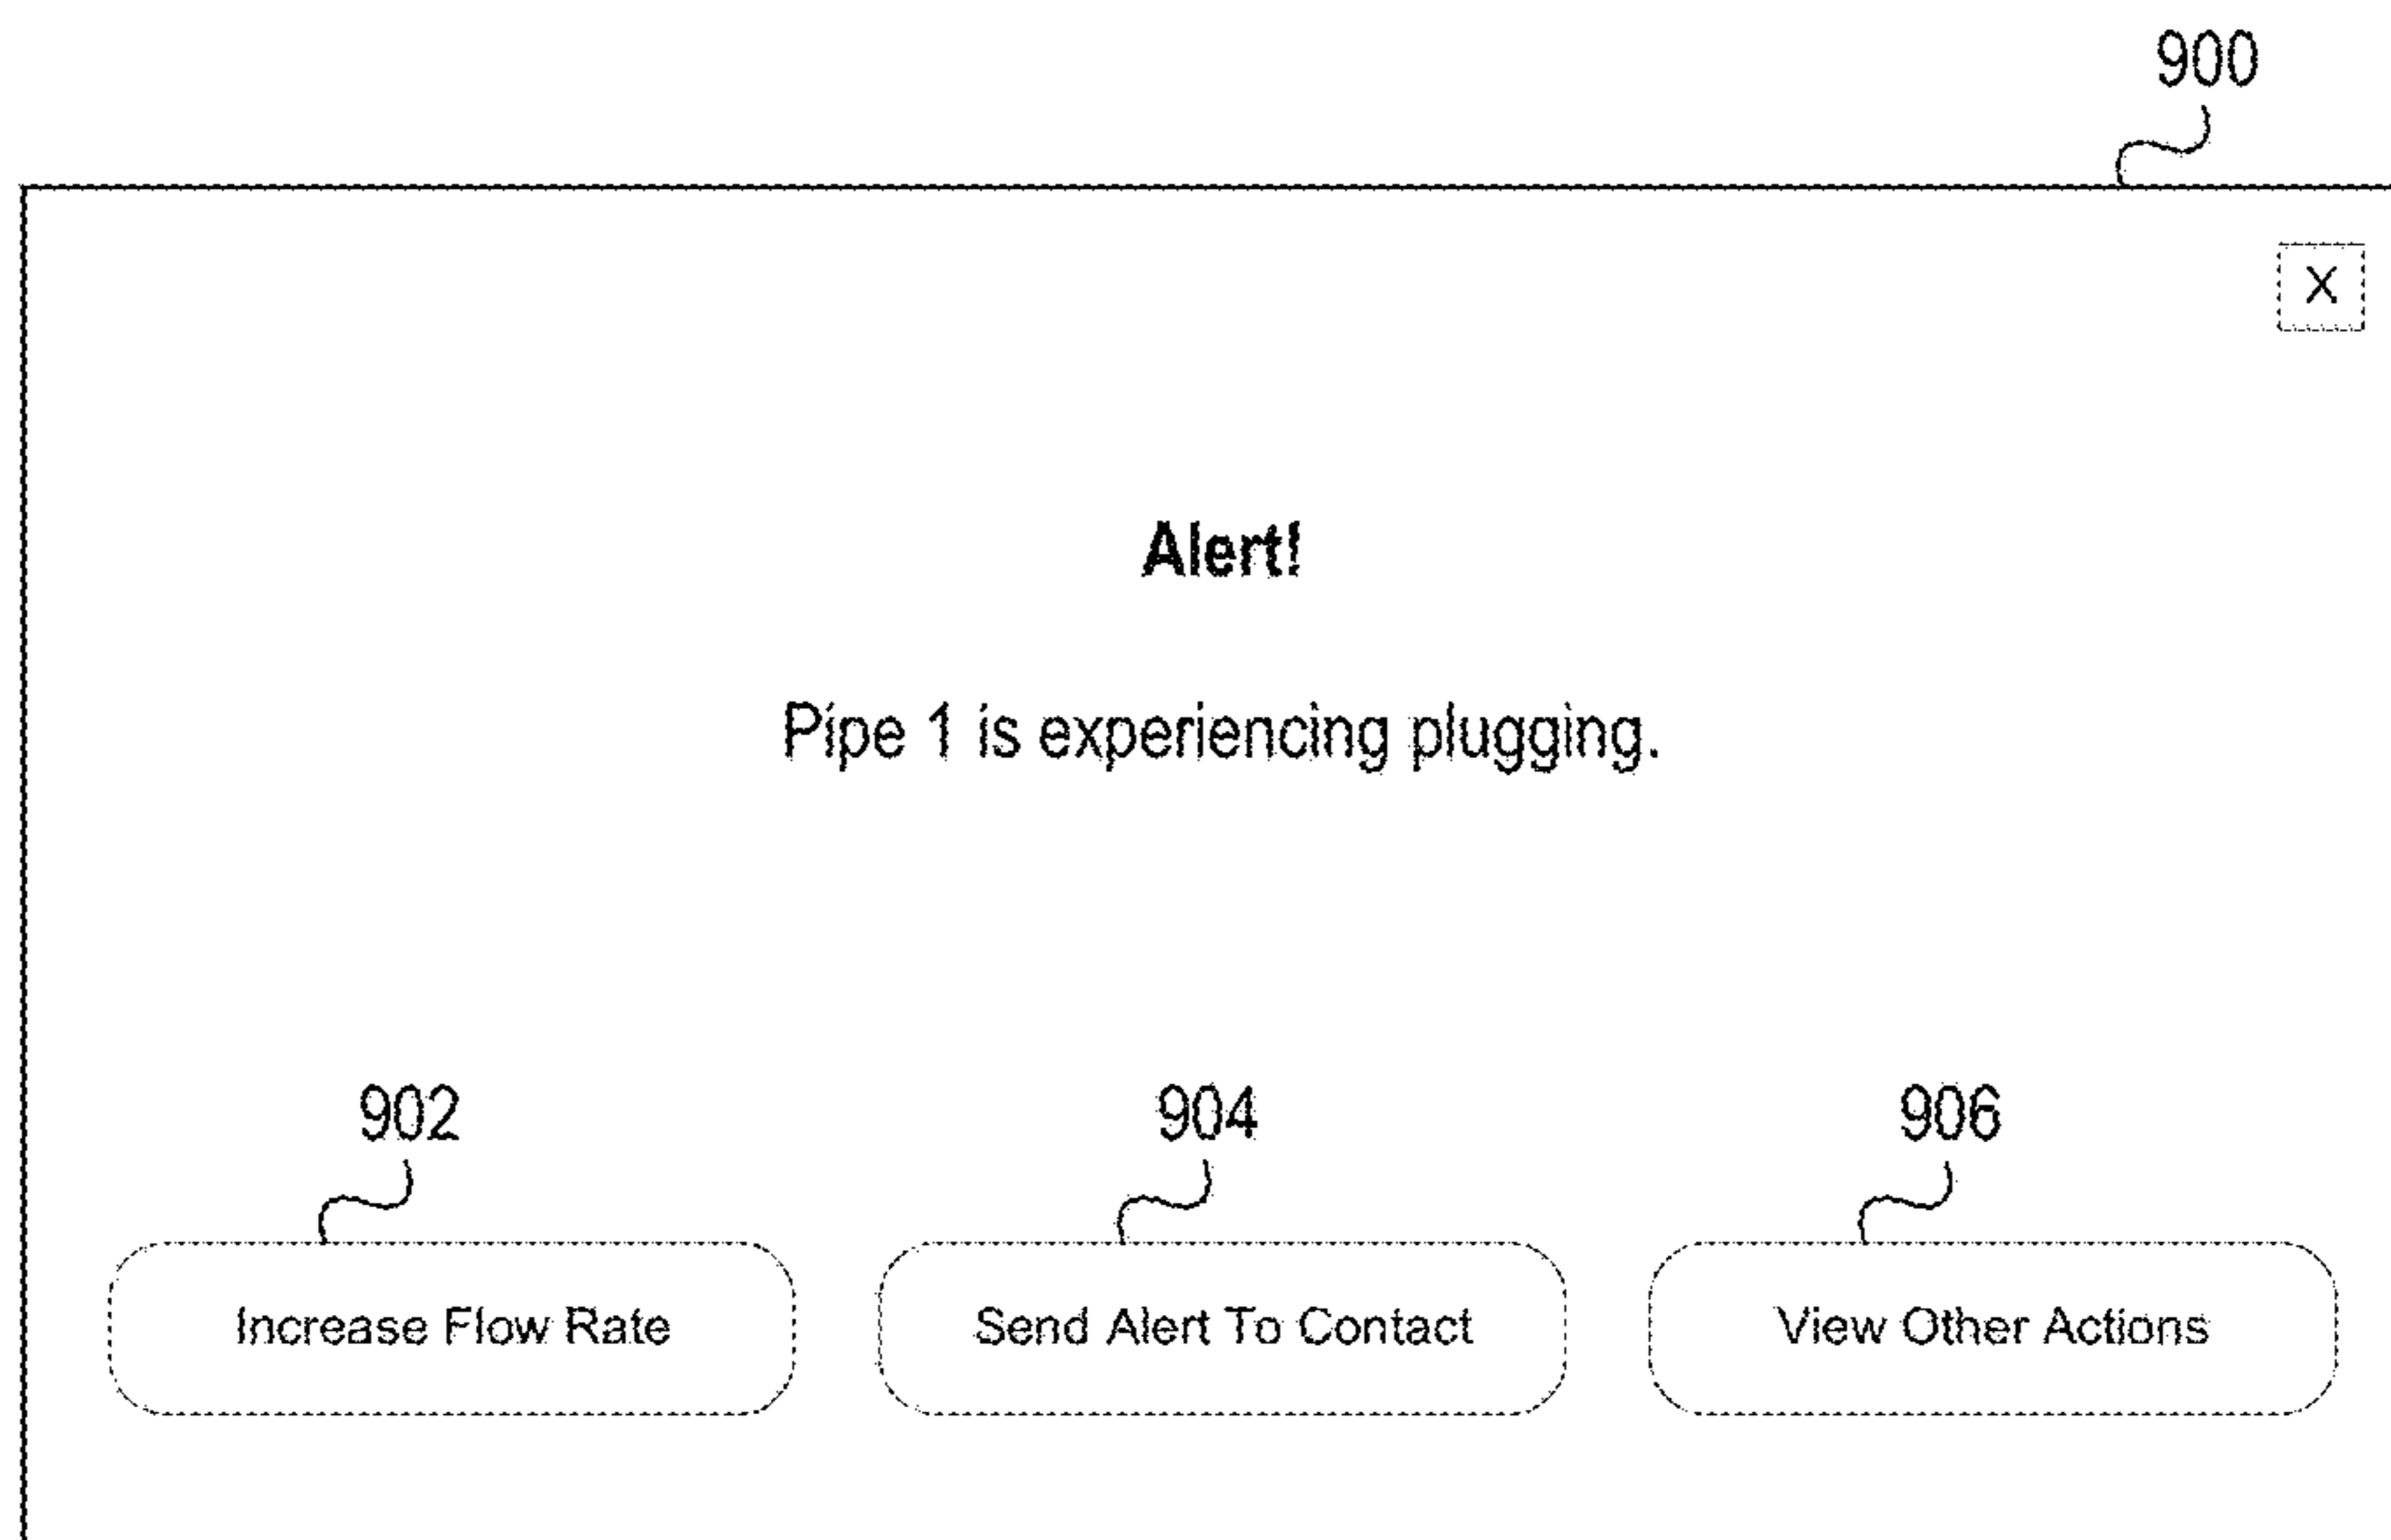 900
X
Alert!
Pipe 1 is experiencing plugging.
902 904 906
Increase Flow Rate Send Alert To Contact View Other Actions